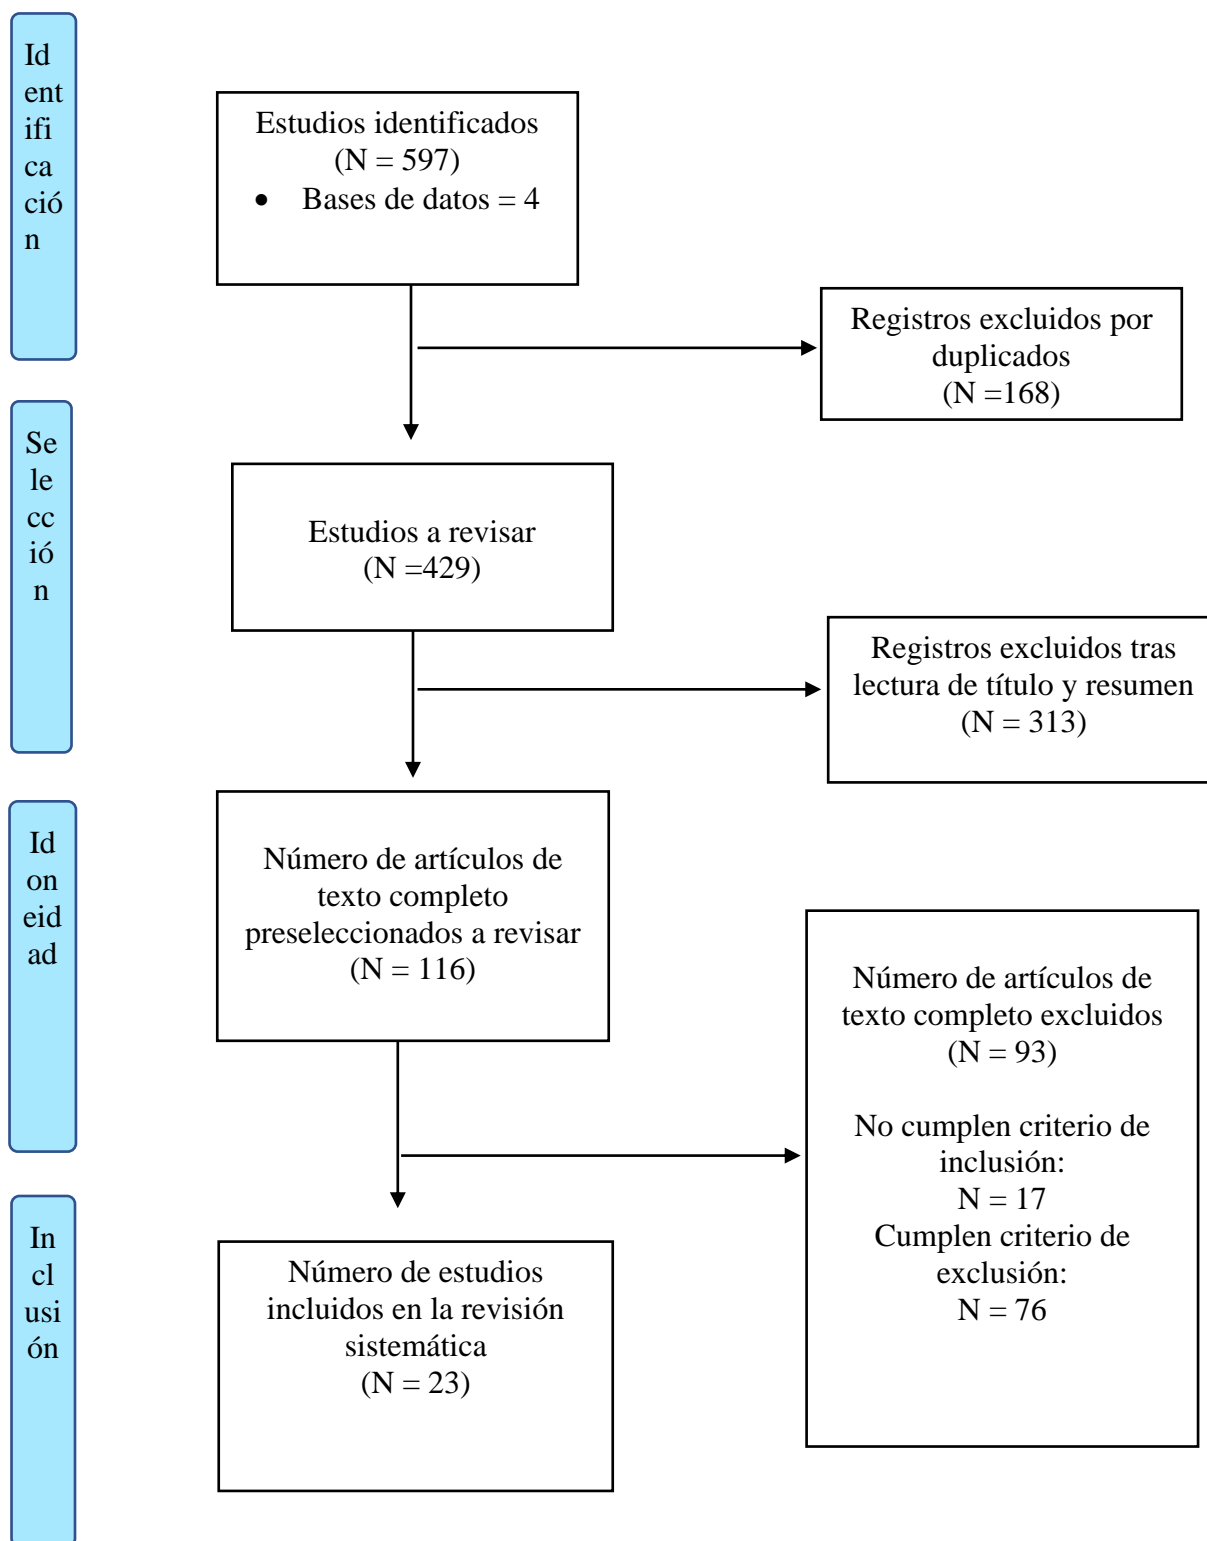 Id
ent
ifi
ca
ció
n
Estudios identificados
(N = 597)
• Bases de datos = 4
Registros excluidos por
duplicados
(N =168)
Se
le
cc
ió
n
Estudios a revisar
(N =429)
Registros excluidos tras
lectura de título y resumen
(N = 313)
Id
on
eid
ad
Número de artículos de
texto completo
preseleccionados a revisar
(N = 116)
Número de artículos de
texto completo excluidos
(N = 93)
No cumplen criterio de
inclusión:
N = 17
Cumplen criterio de
exclusión:
N = 76
In
cl
usi
ón
Número de estudios
incluidos en la revisión
sistemática
(N = 23)